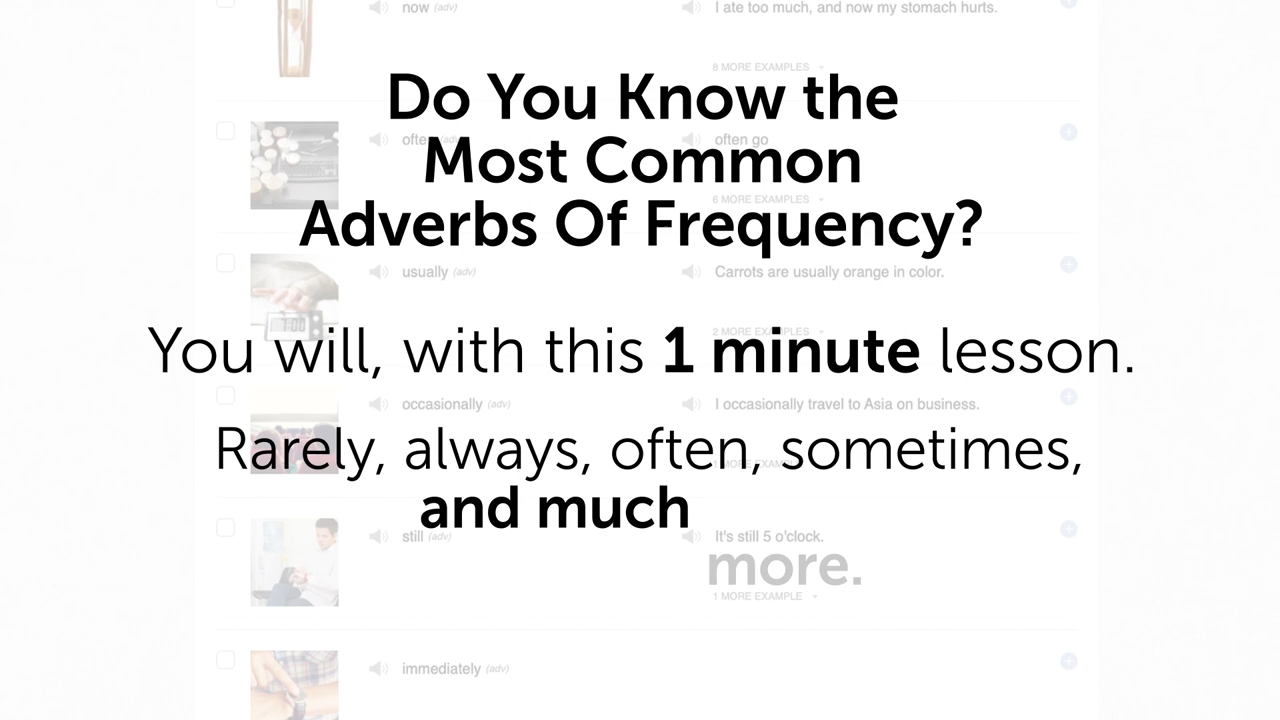 now (adv)
I ate too much, and now my stomach hurts.
8 MORE EXAMPLES
Do You Know the
often go
Most Common
6 MORE EXAMPLES
Adverbs Of Frequency?
usually (adv)
Carrots are usually orange in color.
7:00
2 MORE EXAMPLES
You will, with this 1 minute lesson.
occasionally (adv)
I occasionally travel to Asia on business.
Rarely, always, often, sometimes,
and much
still (adv)
It's still 5 o'clock.
more.
1 MORE EXAMPLE
immediately (adv)